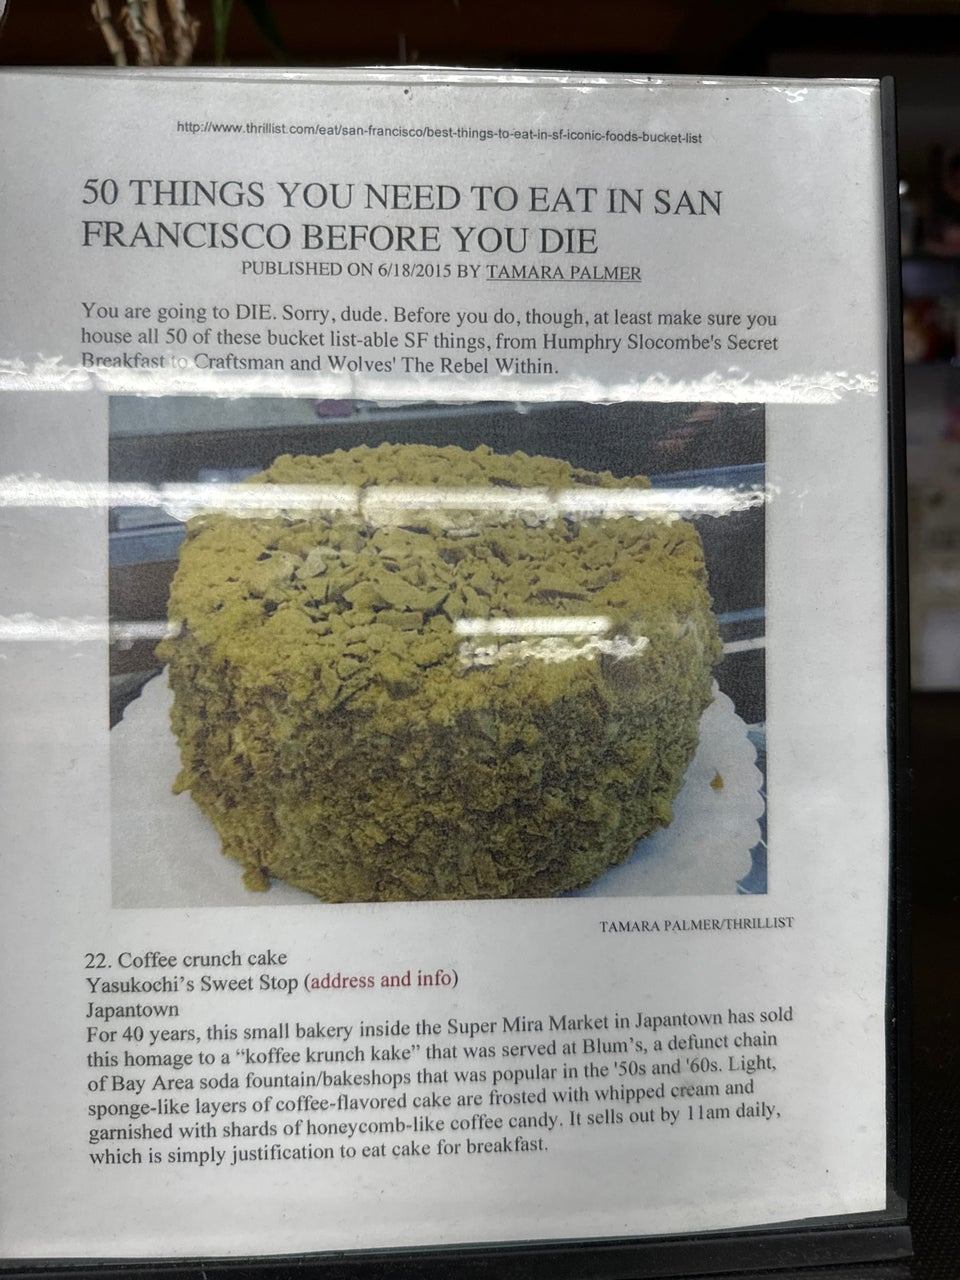 http://www.thrillist.com/eat/san-francisco/best-things-to-eat-in-sf-iconic-foods-bucket-list
50 THINGS YOU NEED TO EAT IN SAN
FRANCISCO BEFORE YOU DIE
PUBLISHED ON 6/18/2015 BY TAMARA PALMER
You are going to DIE. Sorry, dude. Before you do, though, at least make sure you
house all 50 of these bucket list-able SF things, from Humphry Slocombe's Secret
Breakfast to Craftsman and Wolves' The Rebel Within.
TAMARA PALMER/THRILLIST
22. Coffee crunch cake
Yasukochi’s Sweet Stop (address and info)
Japantown
For 40 years, this small bakery inside the Super Mira Market in Japantown has sold
this homage to a “koffee krunch kake” that was served at Blum’s, a defunct chain
of Bay Area soda fountain/bakeshops that was popular in the '50s and '60s. Light,
sponge-like layers of coffee-flavored cake are frosted with whipped cream and
garnished with shards of honeycomb-like coffee candy. It sells out by 11am daily,
which is simply justification to eat cake for breakfast.